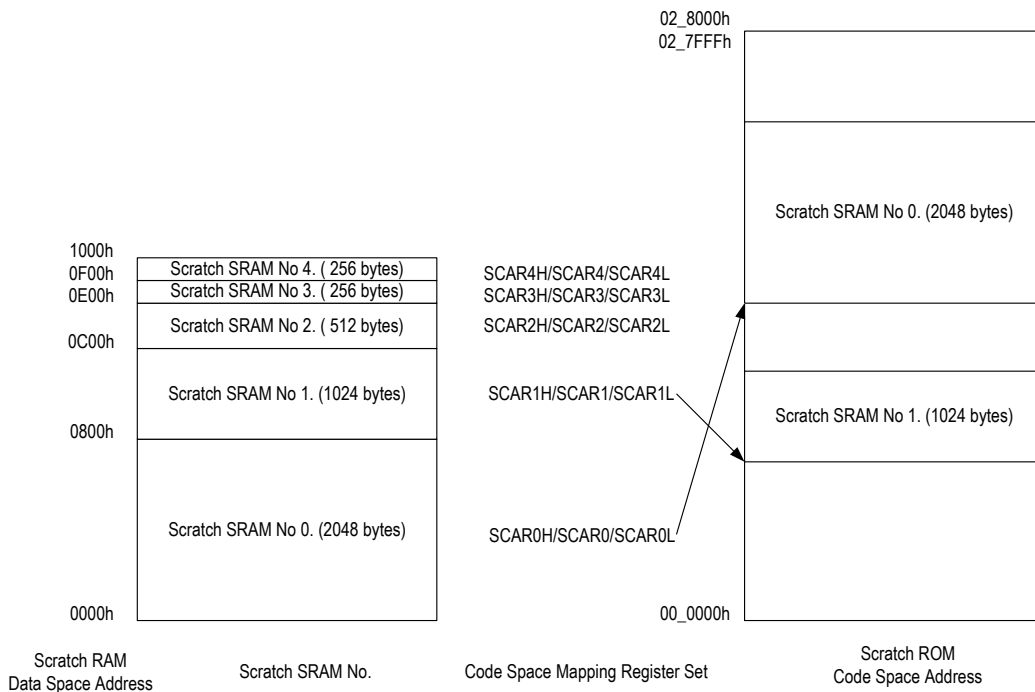 02_8000h
02_7FFFh
Scratch SRAM No 0. (2048 bytes)
1000h
0F00h
0E00h
0C00h
0800h
0000h
Scratch SRAM No 4. ( 256 bytes)
Scratch SRAM No 3. ( 256 bytes)
Scratch SRAM No 2. ( 512 bytes)
Scratch SRAM No 1. (1024 bytes)
Scratch SRAM No 0. (2048 bytes)
SCAR4H/SCAR4/SCAR4L
SCAR3H/SCAR3/SCAR3L
SCAR2H/SCAR2/SCAR2L
SCAR1H/SCAR1/SCAR1L
SCAR0H/SCAR0/SCAR0L
Scratch SRAM No 1. (1024 bytes)
00_0000h
Scratch RAM
Data Space Address
Scratch SRAM No.
Code Space Mapping Register Set
Scratch ROM
Code Space Address